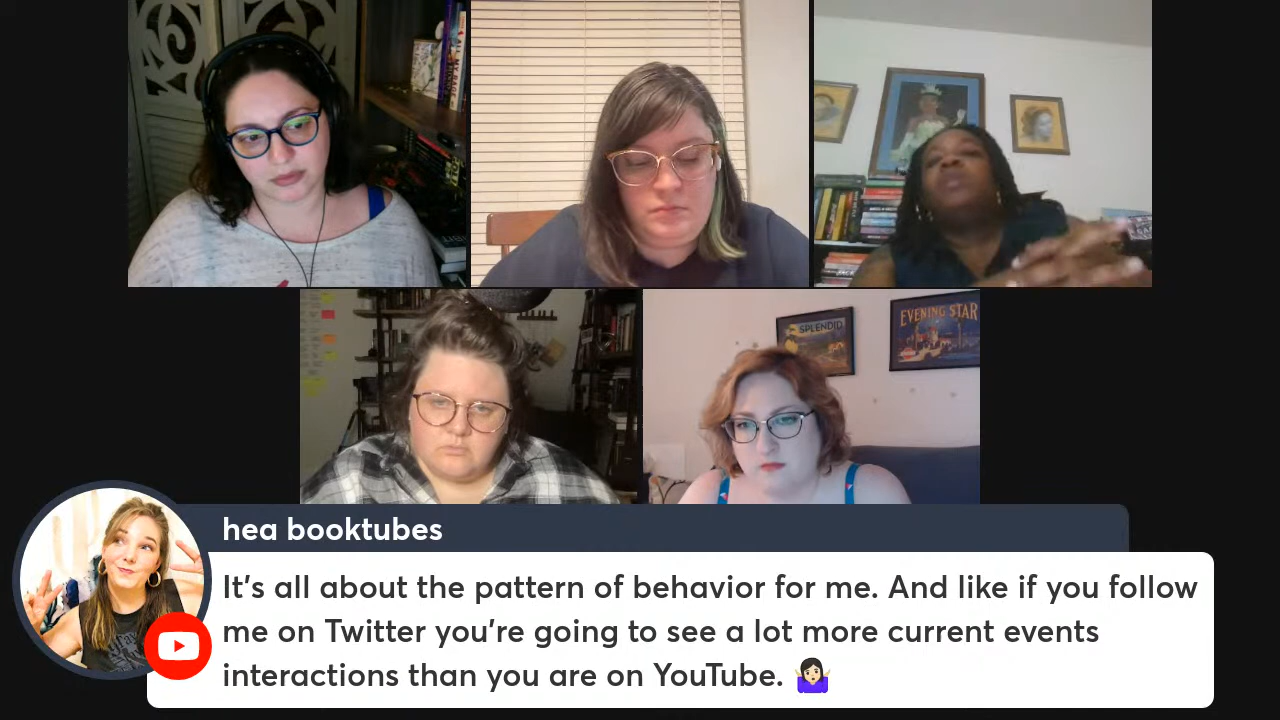 SPLENDID
EVENING STAR
hea booktubes
It's all about the pattern of behavior for me. And like if you follow
me on Twitter you're going to see a lot more current events
interactions than you are on YouTube. 🤷🏻‍♀️